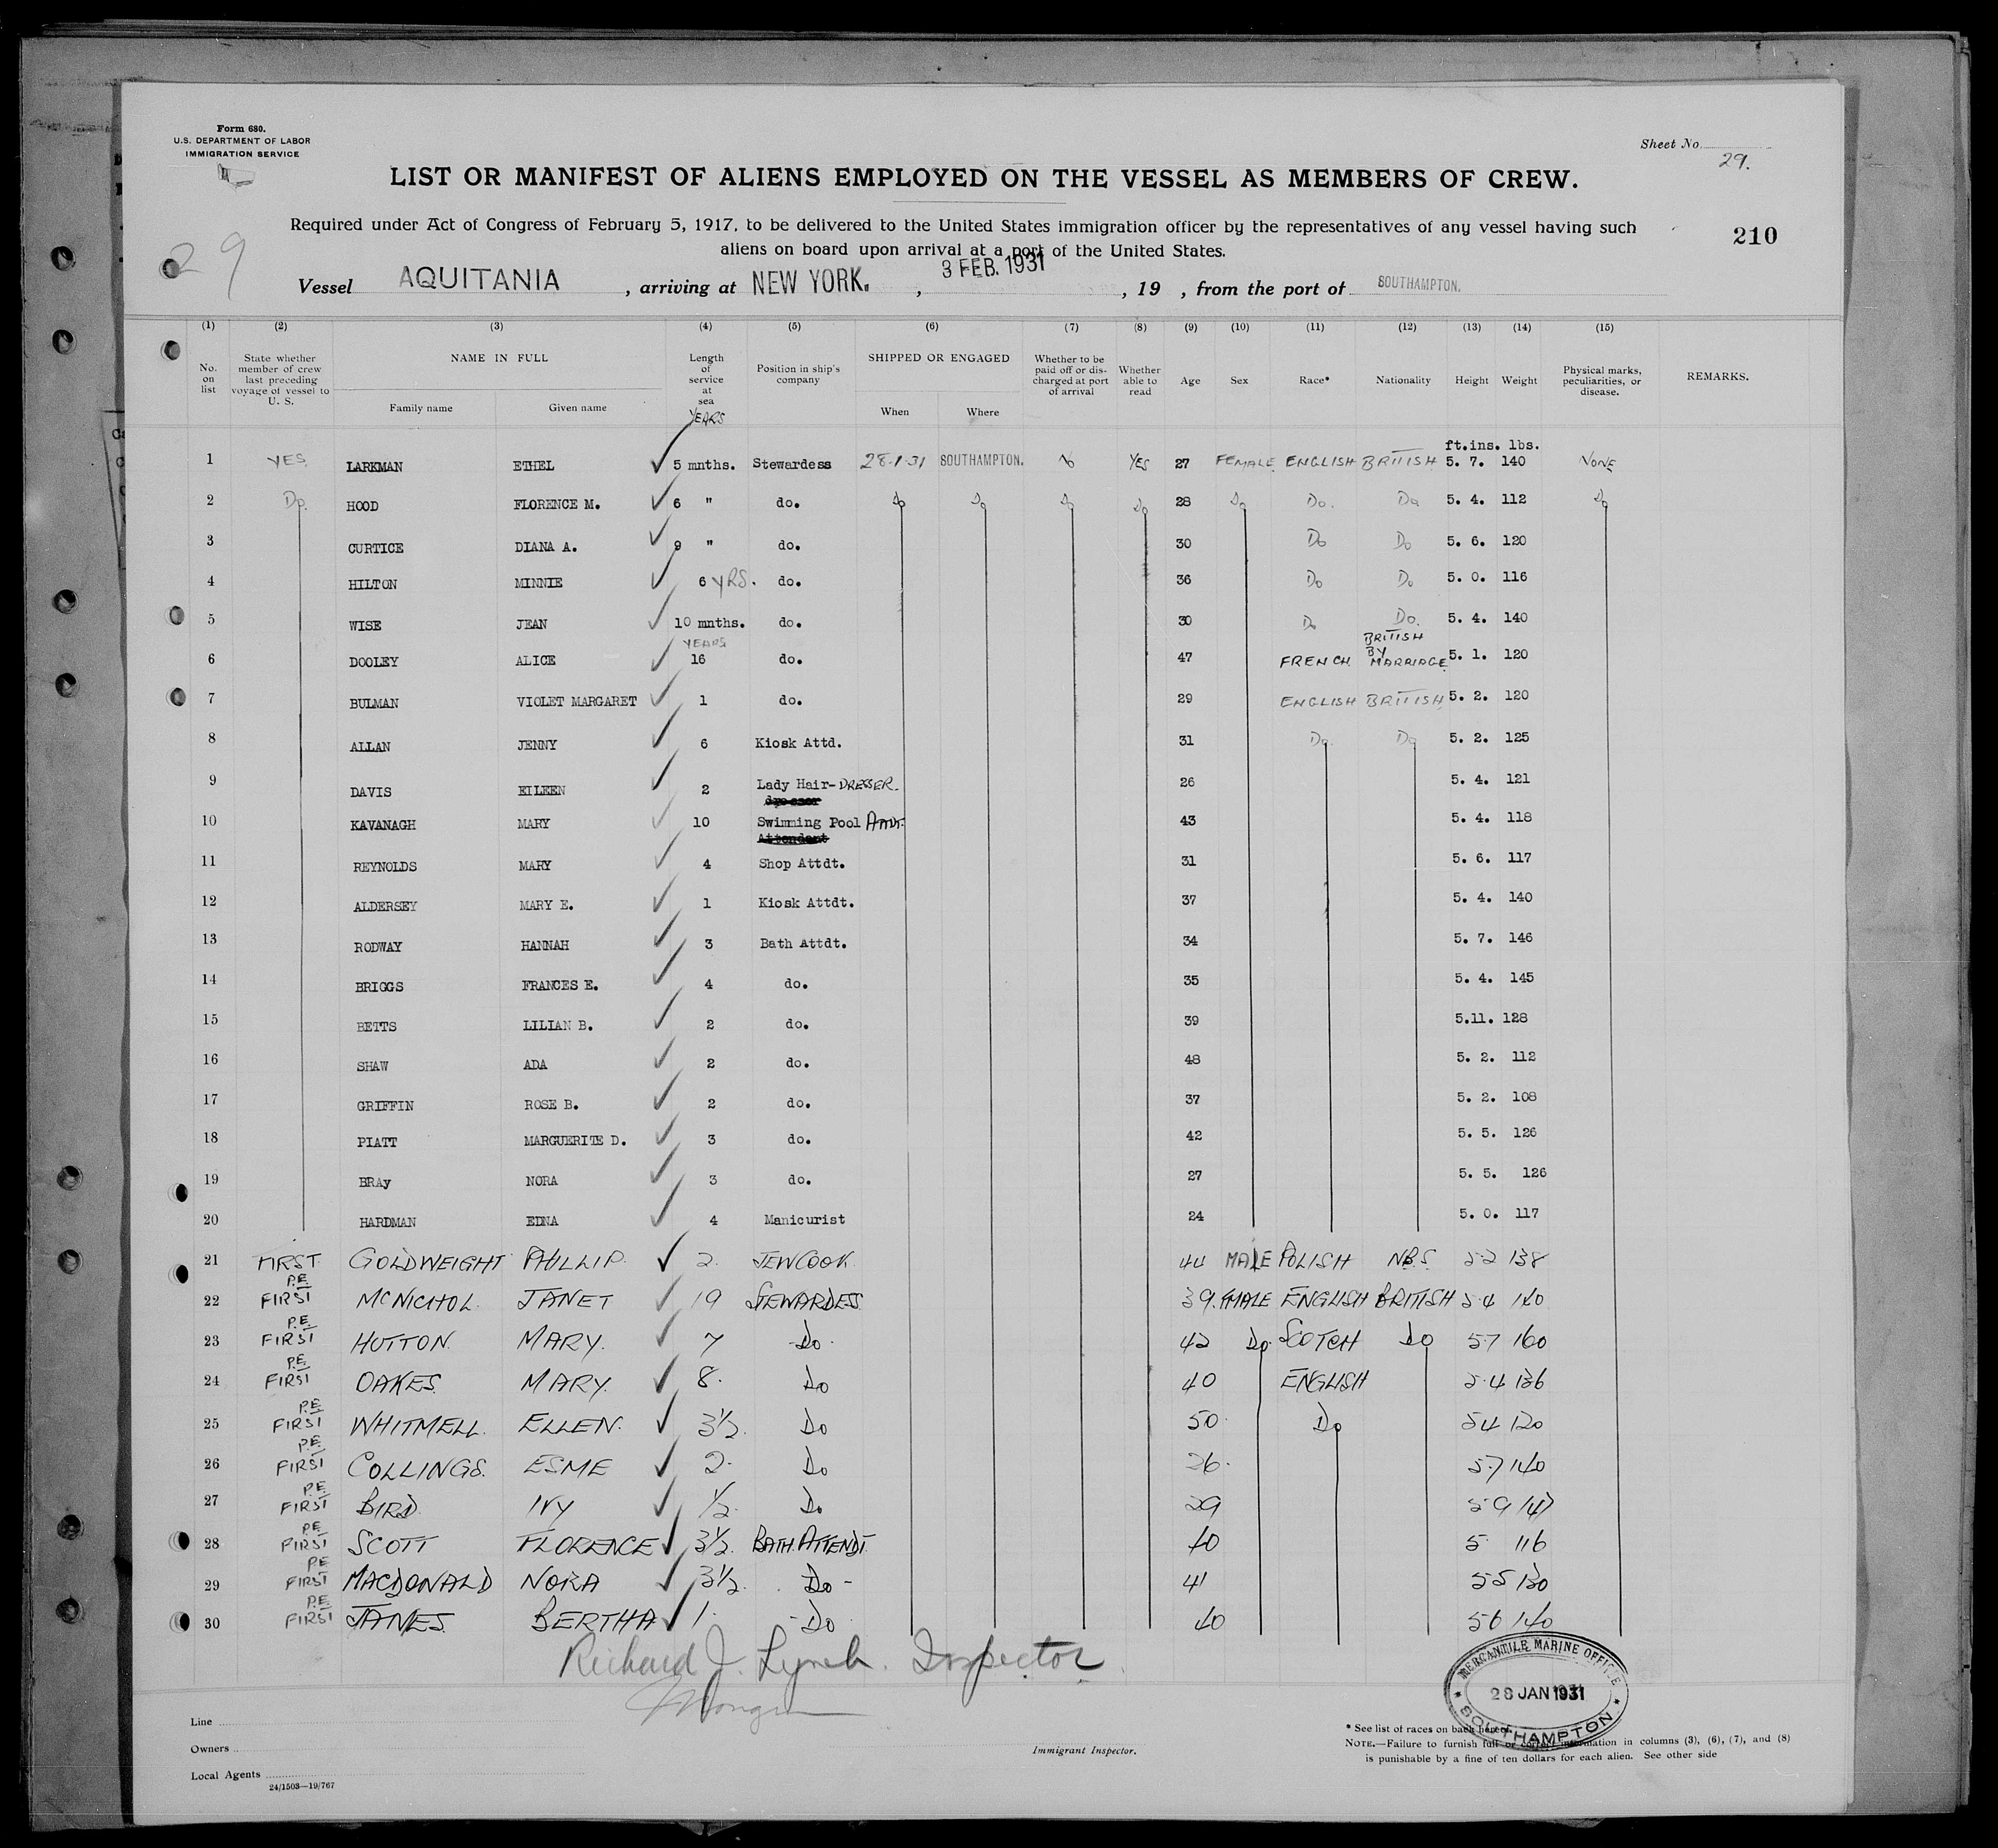 Form 680.
U.S. DEPARTMENT OF LABOR
IMMIGRATION SERVICE
Sheet No.
29.
LIST OR MANIFEST OF ALIENS EMPLOYED ON THE VESSEL AS MEMBERS OF CREW.
Required under Act of Congress of February 5, 1917, to be delivered to the United States immigration officer by the representatives of any vessel having such
aliens on board upon arrival at a port of the United States.
210
29
Vessel AQUITANIA, arriving at NEW YORK., 3 FEB. 1931, 19 , from the port of SOUTHAMPTON.
(1) (2) (3) (4) (5) (6) (7) (8) (9) (10) (11) (12) (13) (14) (15)
No. on list State whether member of crew last preceding voyage of vessel to U. S. NAME IN FULL Family name Given name Length of service at sea YEARS Position in ship's company SHIPPED OR ENGAGED When Where Whether to be paid off or discharged at port of arrival Whether able to read Age Sex Race* Nationality Height Weight Physical marks, peculiarities, or disease. REMARKS.
ft.ins. lbs.
1 YES LARKMAN ETHEL 5 mnths. Stewardess 28-1-31 SOUTHAMPTON. No YES 27 FEMALE ENGLISH BRITISH 5. 7. 140 NONE
2 Do. HOOD FLORENCE M. 6 " do. Do Do Do Do 28 Do Do. Do 5. 4. 112 Do
3 CURTICE DIANA A. 9 " do. 30 Do Do 5. 6. 120
4 HILTON MINNIE 6 YRS. do. 36 Do Do 5. 0. 116
5 WISE JEAN 10 mnths. do. 30 Do Do. 5. 4. 140
6 DOOLEY ALICE YEARS 16 do. 47 FRENCH BRITISH BY MARRIAGE 5. 1. 120
7 BULMAN VIOLET MARGARET 1 do. 29 ENGLISH BRITISH 5. 2. 120
8 ALLAN JENNY 6 Kiosk Attd. 31 Do. Do 5. 2. 125
9 DAVIS EILEEN 2 Lady Hair-DRESSER. 26 5. 4. 121
dresser
10 KAVANAGH MARY 10 Swimming Pool Attdt. 43 5. 4. 118
Attendant
11 REYNOLDS MARY 4 Shop Attdt. 31 5. 6. 117
12 ALDERSEY MARY E. 1 Kiosk Attdt. 37 5. 4. 140
13 RODWAY HANNAH 3 Bath Attdt. 34 5. 7. 146
14 BRIGGS FRANCES E. 4 do. 35 5. 4. 145
15 BETTS LILIAN B. 2 do. 39 5.11. 128
16 SHAW ADA 2 do. 48 5. 2. 112
17 GRIFFIN ROSE B. 2 do. 37 5. 2. 108
18 PIATT MARGUERITE D. 3 do. 42 5. 5. 126
19 BRAy NORA 3 do. 27 5. 5. 126
20 HARDMAN EDNA 4 Manicurist 24 5. 0. 117
21 FIRST GOLDWEIGHT PHILLIP. 2. JEWCOOK 44 MALE POLISH N.B.S 5-2 138
22 P.E. FIRST McNICHOL. JANET 19 STEWARDESS 39. FMALE ENGLISH BRITISH 5.4 140
23 P.E. FIRST HUTTON. MARY. 7 Do. 42 Do. SCOTCH Do 5.7 160
24 P.E. FIRST OAKES MARY. 8. Do 40 ENGLISH 5.4 136
25 P.E. FIRST WHITMELL. ELLEN. 3½. Do 50. Do 5 4 120
26 P.E. FIRST COLLINGS. ESME 2. Do 26. 5.7 140
27 P.E. FIRST BIRD IVY ½. Do 29 5 9 147
28 P.E. FIRST SCOTT FLORENCE 3½. BATH.ATTENDT 40 5 116
29 P.E FIRST MACDONALD NORA 3½. Do- 41 5 5 130
30 P.E. FIRST JANES. BERTHA 1. -Do 40 5 6 140
Richard J. Lynch. Inspector
MERCANTILE MARINE OFFICE
28 JAN 1931
SOUTHAMPTON
Line
Owners
Local Agents
24/1503—19/767
Immigrant Inspector.
* See list of races on back hereof.
NOTE.—Failure to furnish full or correct information in columns (3), (6), (7), and (8)
is punishable by a fine of ten dollars for each alien. See other side